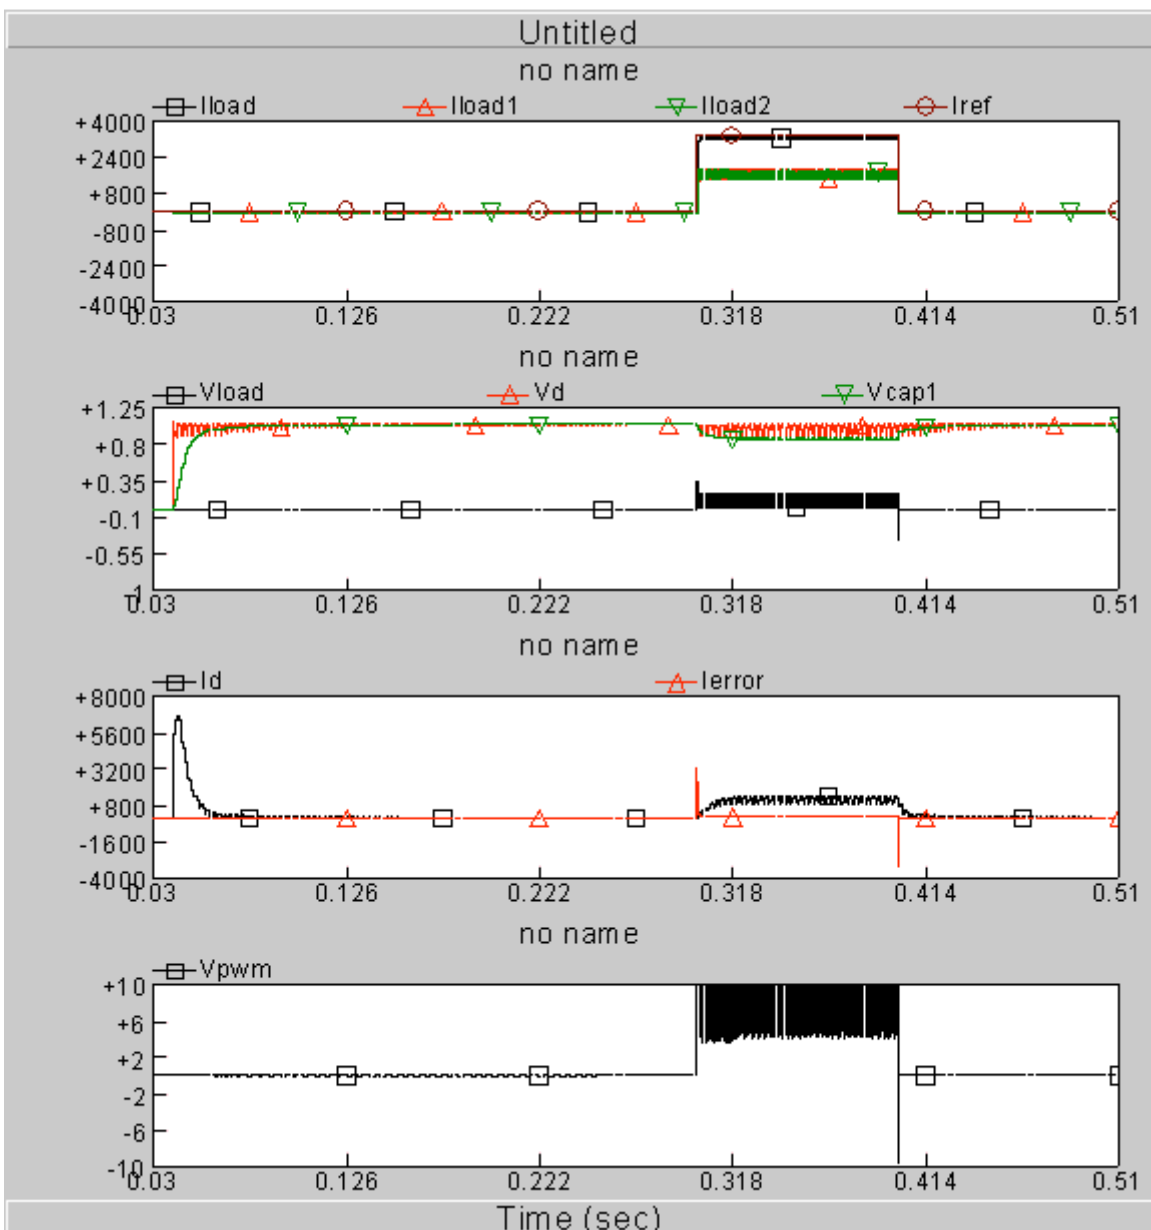 Untitled
no name
Iload Iload1 Iload2 Iref
+4000
+2400
+800
-800
-2400
-4000
0.03 0.126 0.222 0.318 0.414 0.51
no name
Vload Vd Vcap1
+1.25
+0.8
+0.35
-0.1
-0.55
-1
0.03 0.126 0.222 0.318 0.414 0.51
no name
Id Ierror
+8000
+5600
+3200
+800
-1600
-4000
0.03 0.126 0.222 0.318 0.414 0.51
no name
Vpwm
+10
+6
+2
-2
-6
-10
0.03 0.126 0.222 0.318 0.414 0.51
Time (sec)